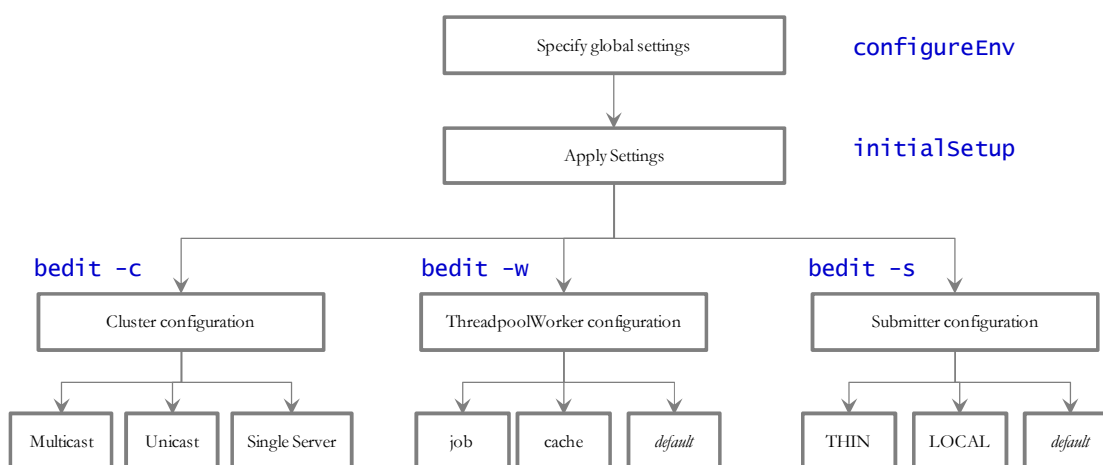 Specify global settings
configureEnv
Apply Settings
initialSetup
bedit -c
bedit -w
bedit -s
Cluster configuration
ThreadpoolWorker configuration
Submitter configuration
Multicast
Unicast
Single Server
job
cache
default
THIN
LOCAL
default